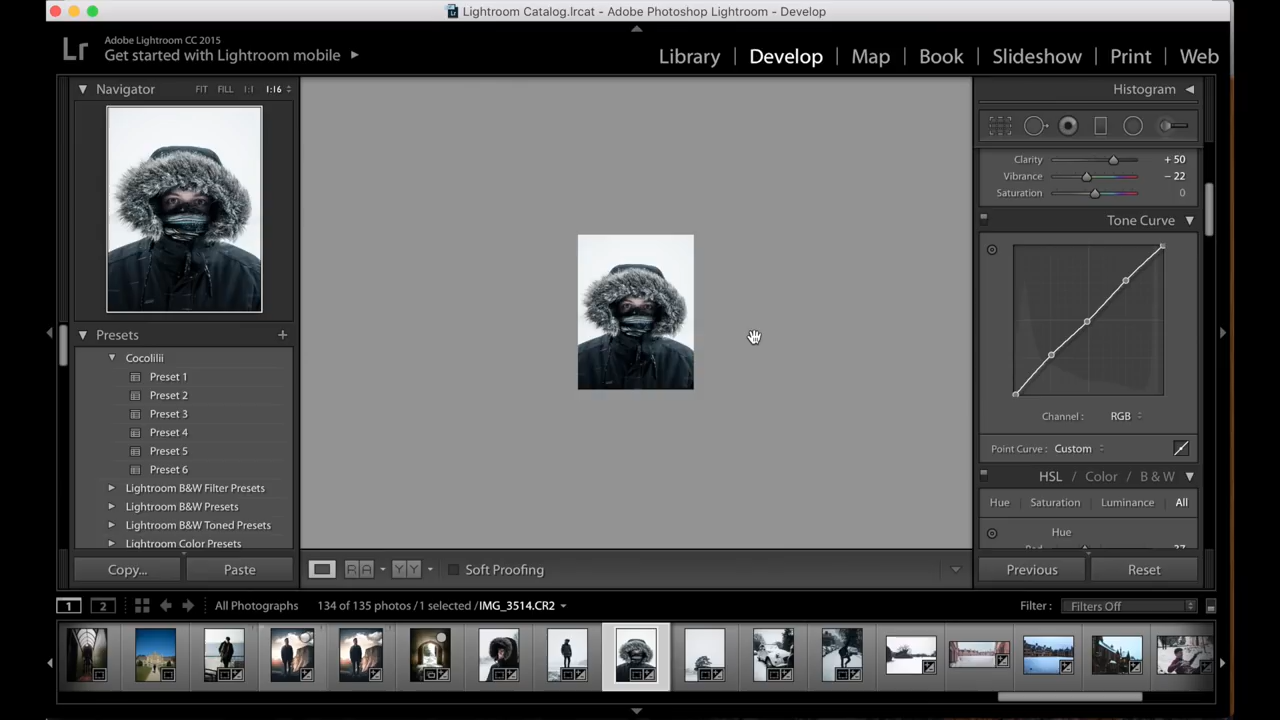 Lightroom Catalog.lrcat - Adobe Photoshop Lightroom - Develop
Lr
Adobe Lightroom CC 2015
Get started with Lightroom mobile
Library | Develop | Map | Book | Slideshow | Print | Web
Navigator
FIT FILL 1:1 1:16
Histogram
Clarity +50
Vibrance −22
Saturation 0
Tone Curve
Channel: RGB
Point Curve: Custom
HSL / Color / B & W
Hue Saturation Luminance All
Hue
Presets +
Cocolilii
Preset 1
Preset 2
Preset 3
Preset 4
Preset 5
Preset 6
Lightroom B&W Filter Presets
Lightroom B&W Presets
Lightroom B&W Toned Presets
Lightroom Color Presets
Copy... Paste
R A Y Y Soft Proofing
Previous Reset
1 2 All Photographs 134 of 135 photos / 1 selected / IMG_3514.CR2
Filter: Filters Off